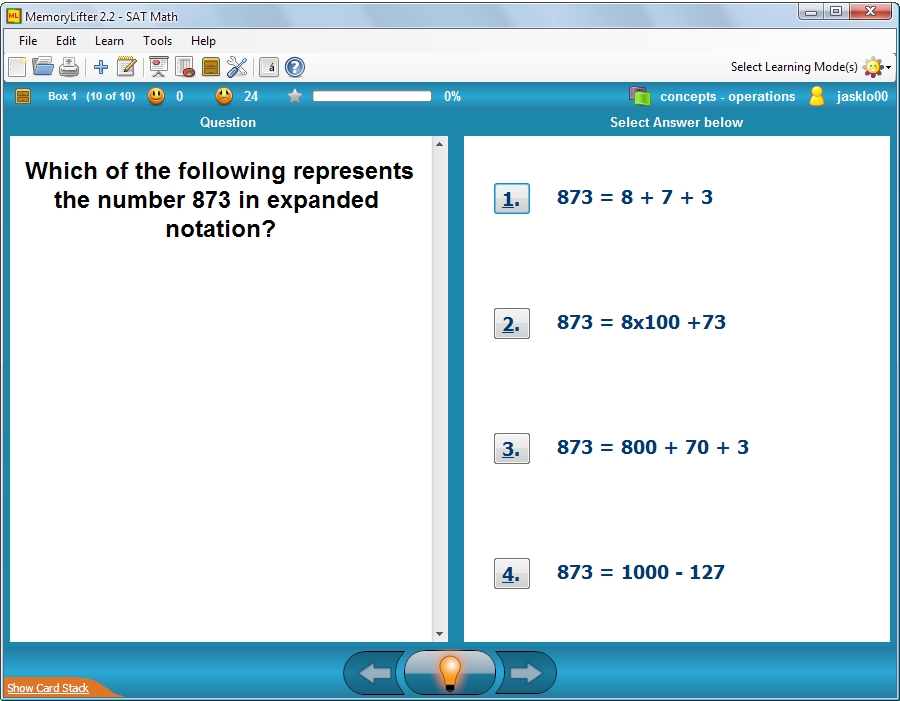 MemoryLifter 2.2 - SAT Math
File Edit Learn Tools Help
á ? Select Learning Mode(s)
Box 1 (10 of 10) 0 24 0% concepts - operations jasklo00
Question
Select Answer below
Which of the following represents
the number 873 in expanded
notation?
1. 873 = 8 + 7 + 3
2. 873 = 8x100 +73
3. 873 = 800 + 70 + 3
4. 873 = 1000 - 127
Show Card Stack